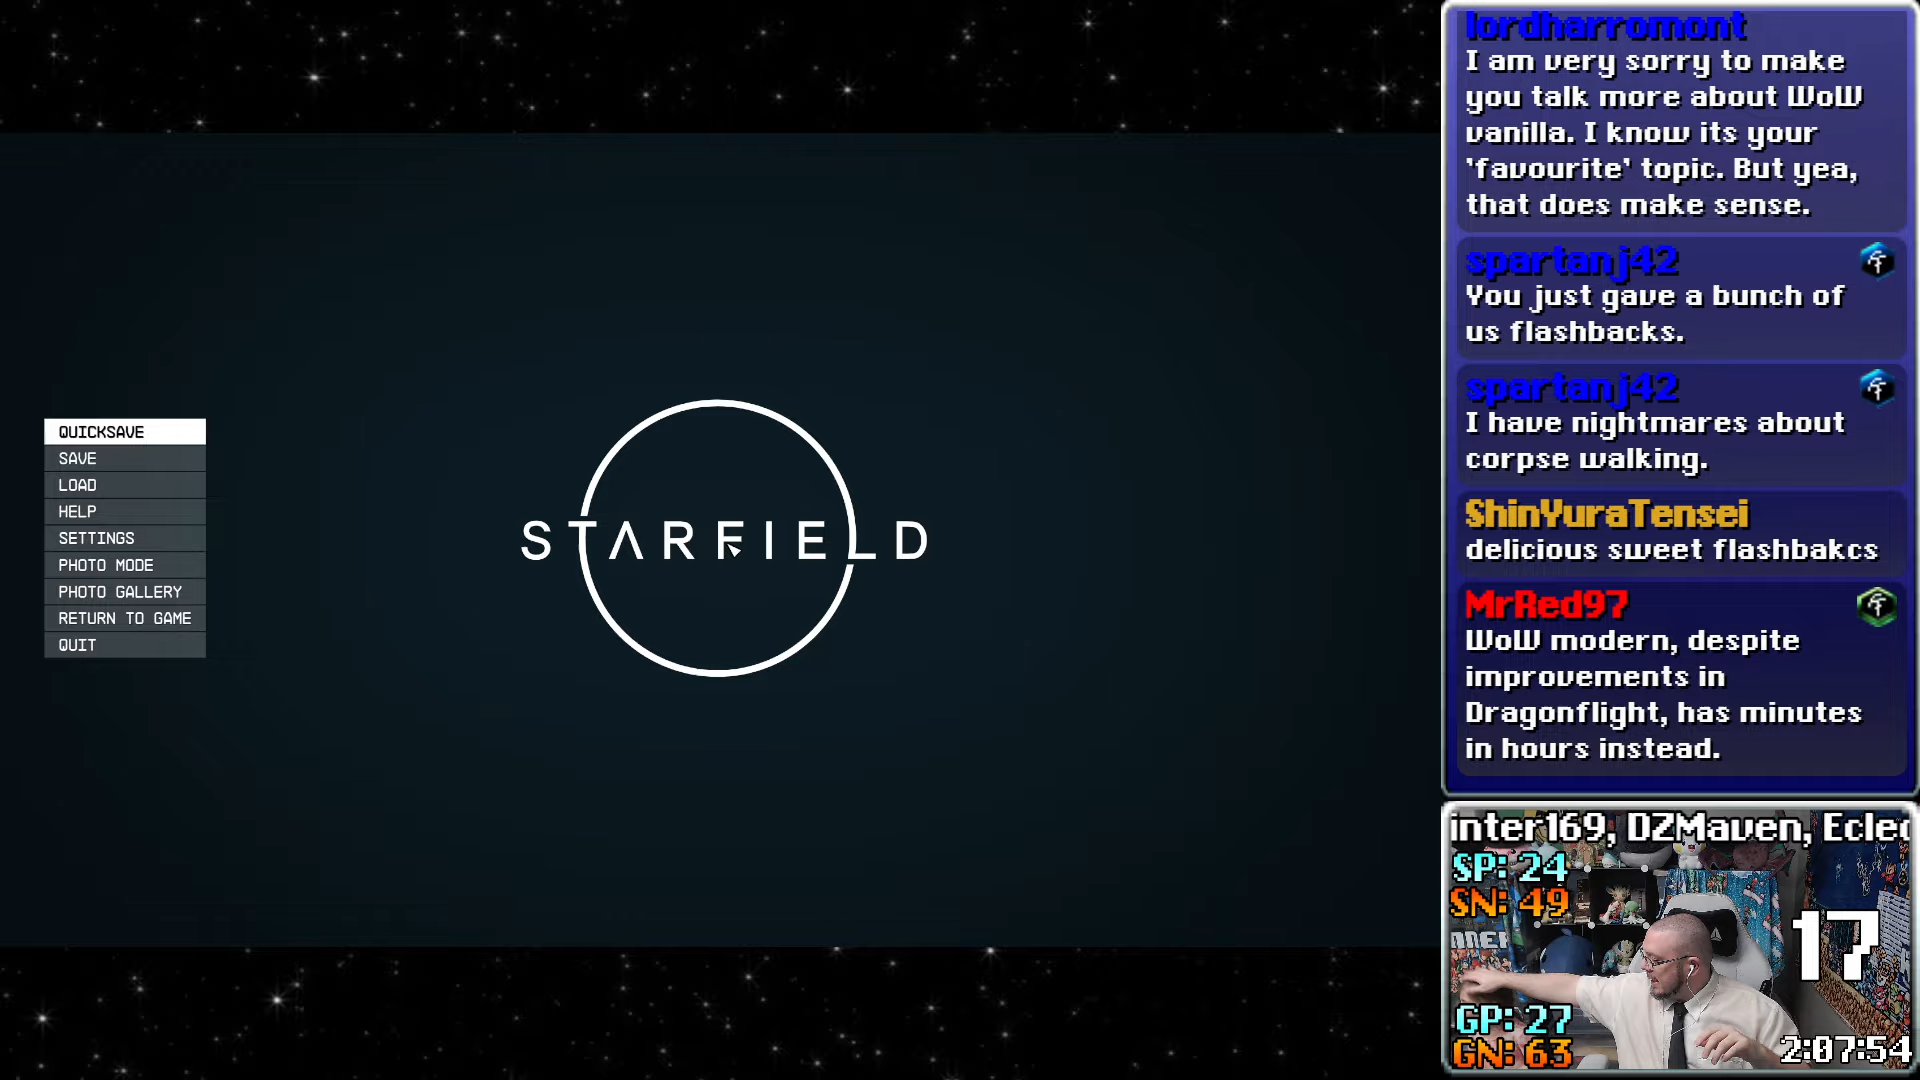 QUICKSAVE
SAVE
LOAD
HELP
SETTINGS
PHOTO MODE
PHOTO GALLERY
RETURN TO GAME
QUIT
STARFIELD
lordharromont
I am very sorry to make
you talk more about WoW
vanilla. I know its your
'favourite' topic. But yea,
that does make sense.
spartanj42
You just gave a bunch of
us flashbacks.
spartanj42
I have nightmares about
corpse walking.
ShinYuraTensei
delicious sweet flashbakcs
MrRed97
WoW modern, despite
improvements in
Dragonflight, has minutes
in hours instead.
inter169, DZMaven, Eclec
SP: 24
SN: 49
17
GP: 27
GN: 63
2:07:54